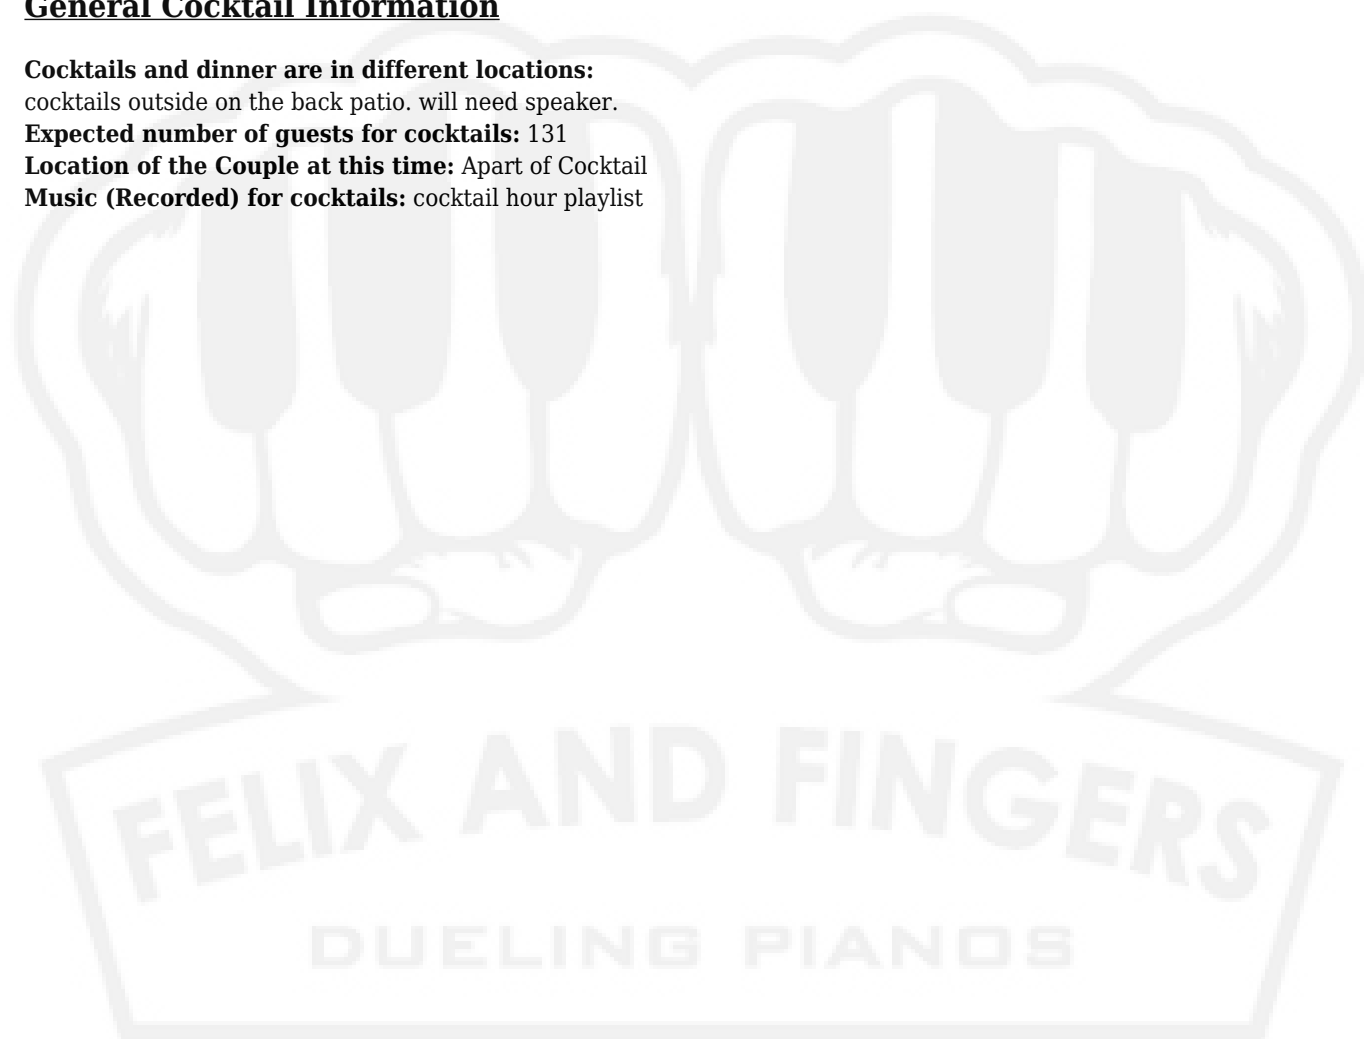 General Cocktail Information
Cocktails and dinner are in different locations:
cocktails outside on the back patio. will need speaker.
Expected number of guests for cocktails: 131
Location of the Couple at this time: Apart of Cocktail
Music (Recorded) for cocktails: cocktail hour playlist
FELIX AND FINGERS
DUELING PIANOS